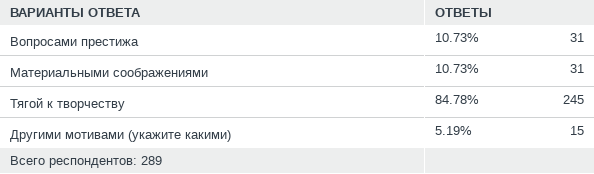 ВАРИАНТЫ ОТВЕТА ОТВЕТЫ
Вопросами престижа 10.73% 31
Материальными соображениями 10.73% 31
Тягой к творчеству 84.78% 245
Другими мотивами (укажите какими) 5.19% 15
Всего респондентов: 289